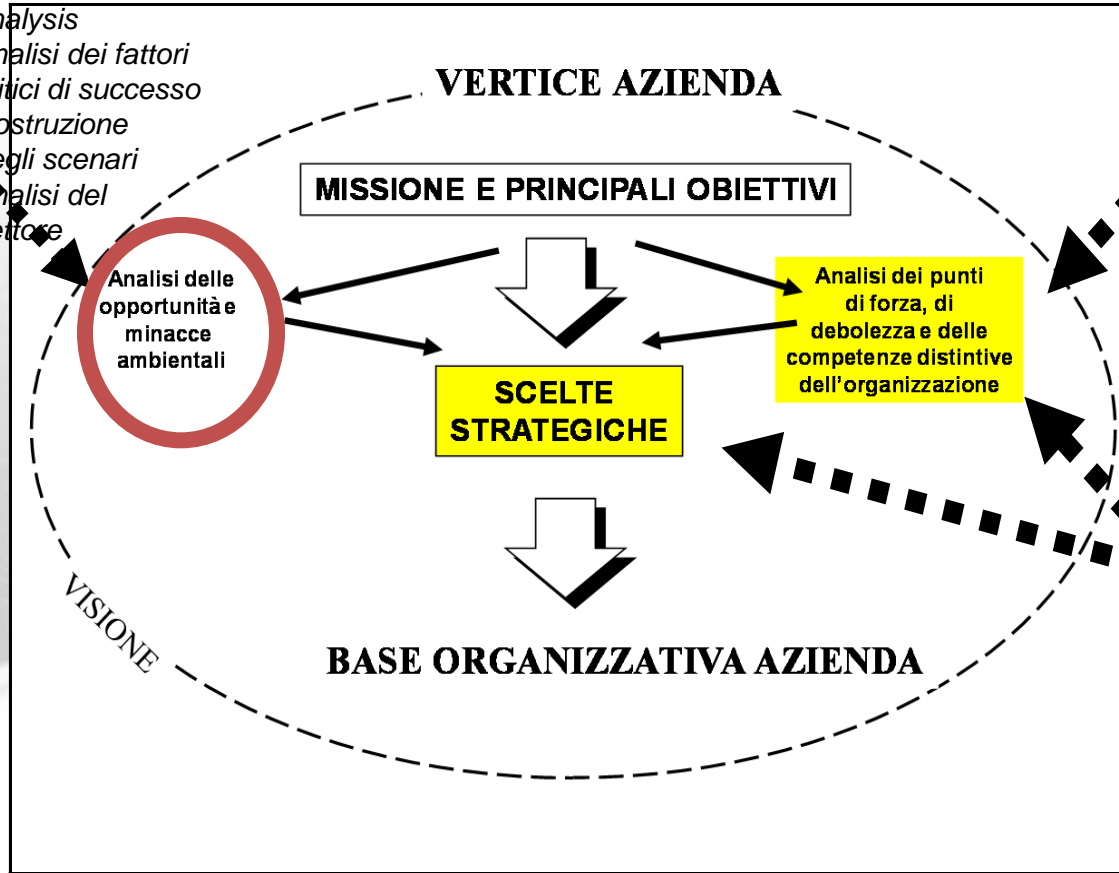 nalysis
nalisi dei fattori
itici di successo
ostruzione
egli scenari
nalisi del
ettore
VERTICE AZIENDA
MISSIONE E PRINCIPALI OBIETTIVI
Analisi delle
opportunità e
minacce
ambientali
Analisi dei punti
di forza, di
debolezza e delle
competenze distintive
dell'organizzazione
SCELTE
STRATEGICHE
VISIONE
BASE ORGANIZZATIVA AZIENDA